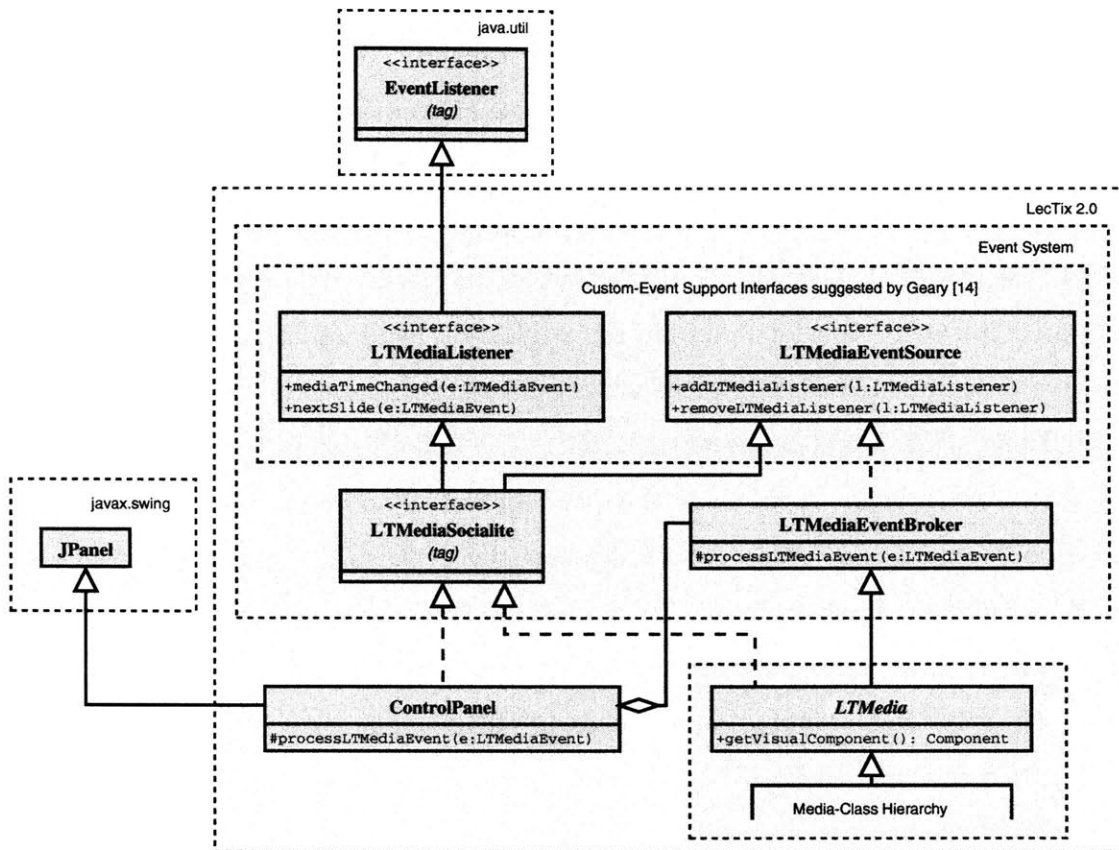 java.util
<<interface>>
EventListener
(tag)
LecTix 2.0
Event System
Custom-Event Support Interfaces suggested by Geary [14]
<<interface>>
LTMediaListener
+mediaTimeChanged(e:LTMediaEvent)
+nextSlide(e:LTMediaEvent)
<<interface>>
LTMediaEventSource
+addLTMediaListener(l:LTMediaListener)
+removeLTMediaListener(l:LTMediaListener)
javax.swing
JPanel
<<interface>>
LTMediaSocialite
(tag)
LTMediaEventBroker
#processLTMediaEvent(e:LTMediaEvent)
ControlPanel
#processLTMediaEvent(e:LTMediaEvent)
LTMedia
+getVisualComponent(): Component
Media-Class Hierarchy